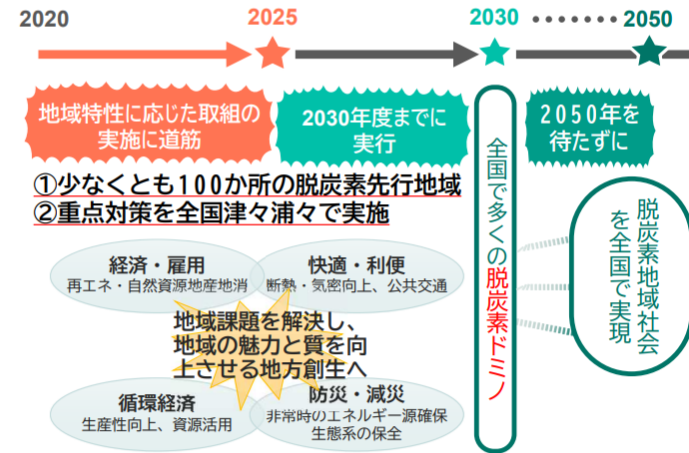 2020
2025
2030
2050
地域特性に応じた取組の
実施に道筋
2030年度までに
実行
2050年を
待たずに
①少なくとも100か所の脱炭素先行地域
②重点対策を全国津々浦々で実施
経済・雇用
再エネ・自然資源地産地消
快適・利便
断熱・気密向上、公共交通
地域課題を解決し、
地域の魅力と質を向
上させる地方創生へ
循環経済
生産性向上、資源活用
防災・減災
非常時のエネルギー源確保
生態系の保全
全国で多くの脱炭素ドミノ
脱炭素地域社会
を全国で実現